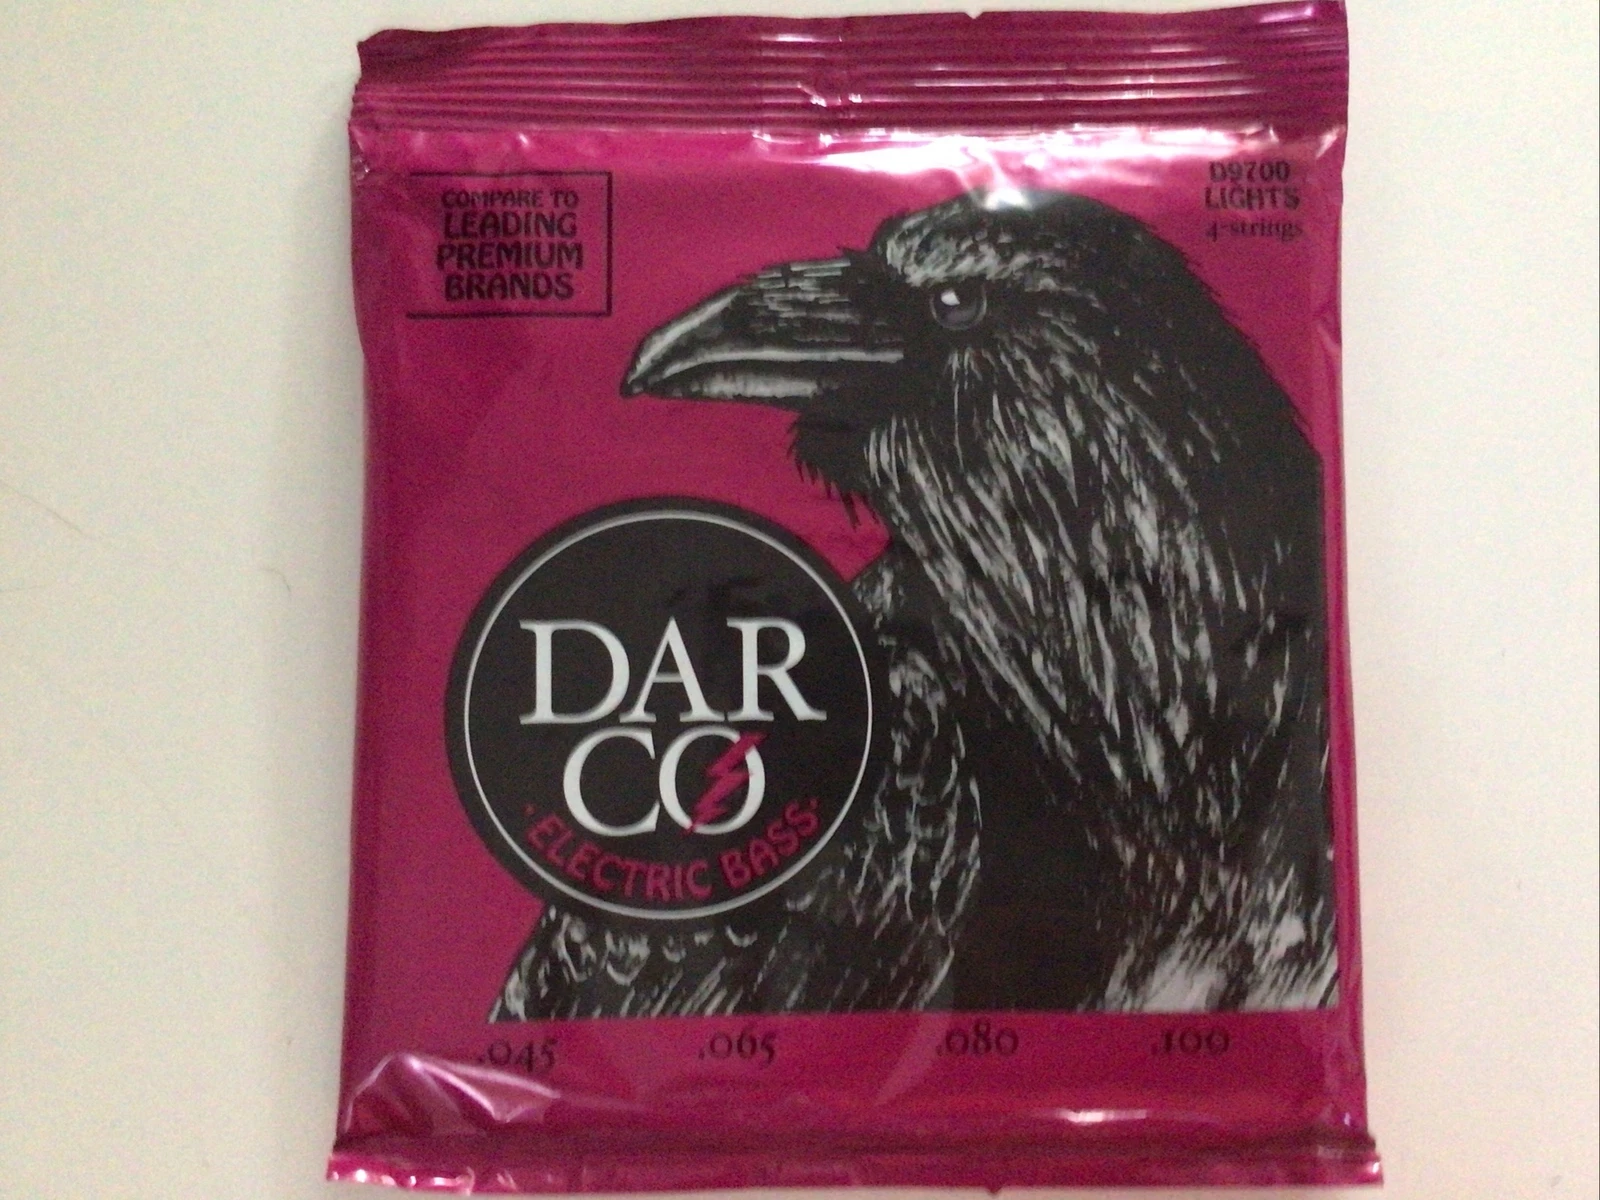 COMPARE TO
LEADING
PREMIUM
BRANDS
D9700
LIGHTS
4-strings
DAR
CO
·ELECTRIC BASS·
.045 .065 .080 .100